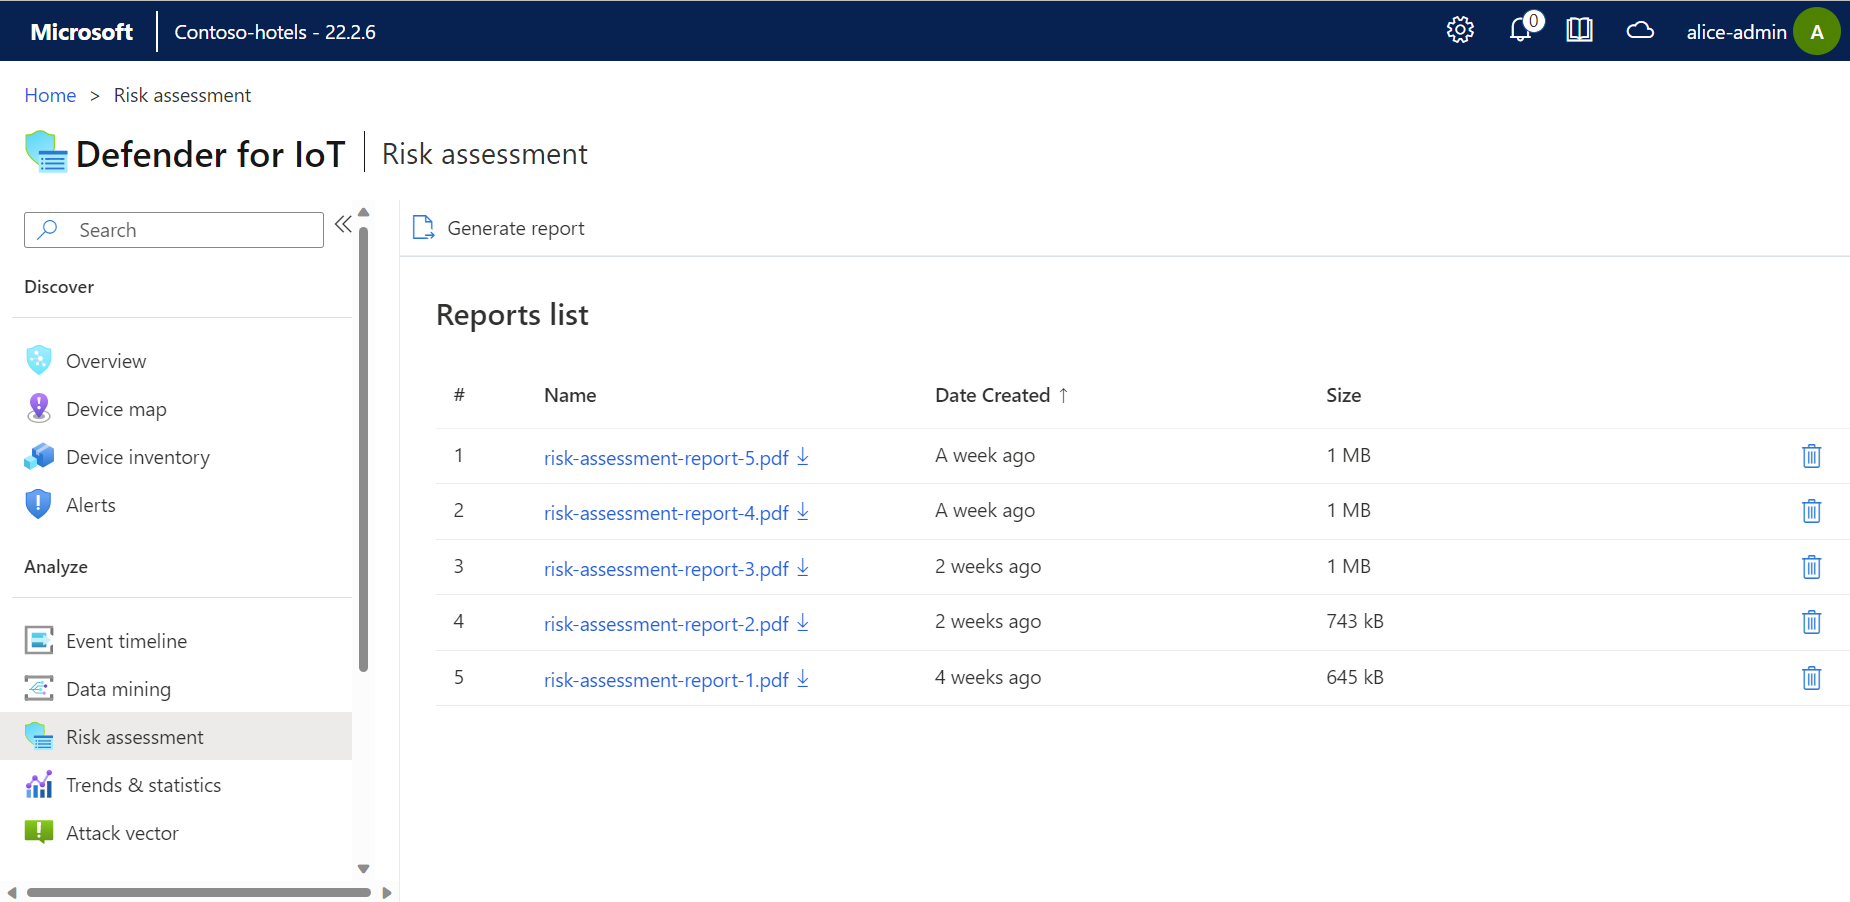 Microsoft Contoso-hotels - 22.2.6 0 alice-admin A
Home > Risk assessment
Defender for IoT Risk assessment
Search
Discover
Overview
Device map
Device inventory
Alerts
Analyze
Event timeline
Data mining
Risk assessment
Trends & statistics
Attack vector
Generate report
Reports list
# Name Date Created ↑ Size
1 risk-assessment-report-5.pdf A week ago 1 MB
2 risk-assessment-report-4.pdf A week ago 1 MB
3 risk-assessment-report-3.pdf 2 weeks ago 1 MB
4 risk-assessment-report-2.pdf 2 weeks ago 743 kB
5 risk-assessment-report-1.pdf 4 weeks ago 645 kB